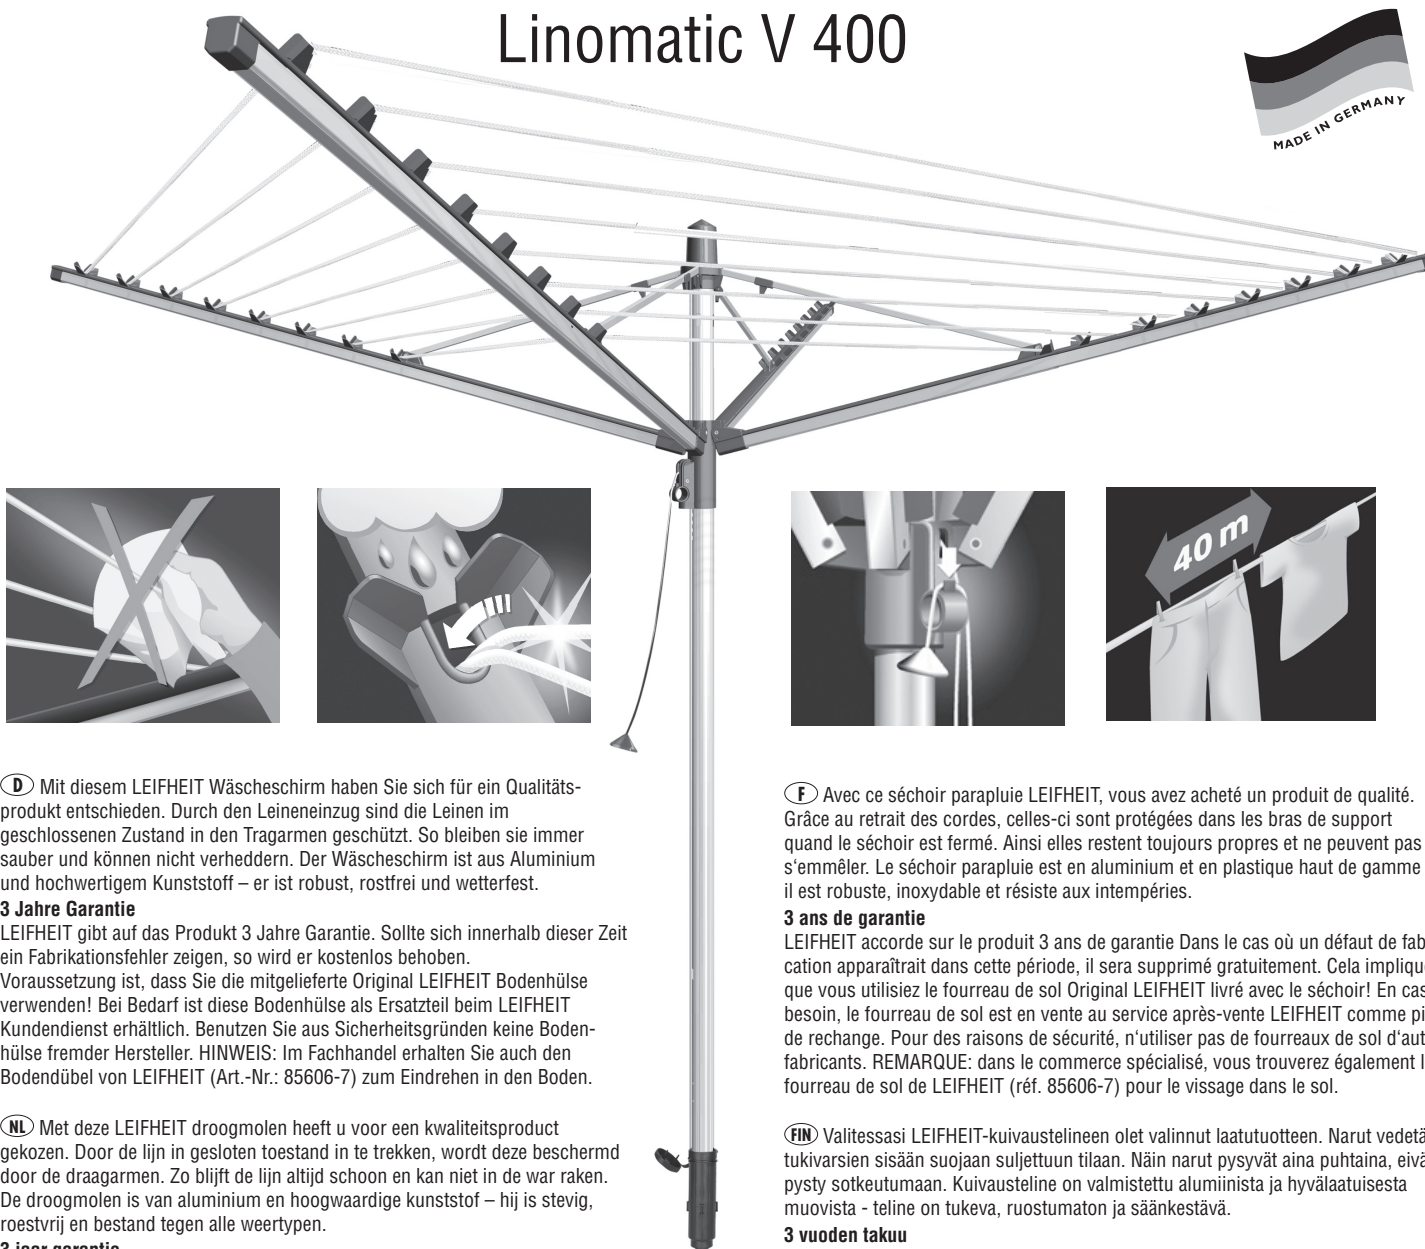 Linomatic V 400
MADE IN GERMANY
40 m
D Mit diesem LEIFHEIT Wäscheschirm haben Sie sich für ein Qualitäts-
produkt entschieden. Durch den Leineneinzug sind die Leinen im
geschlossenen Zustand in den Tragarmen geschützt. So bleiben sie immer
sauber und können nicht verheddern. Der Wäscheschirm ist aus Aluminium
und hochwertigem Kunststoff – er ist robust, rostfrei und wetterfest.
3 Jahre Garantie
LEIFHEIT gibt auf das Produkt 3 Jahre Garantie. Sollte sich innerhalb dieser Zeit
ein Fabrikationsfehler zeigen, so wird er kostenlos behoben.
Voraussetzung ist, dass Sie die mitgelieferte Original LEIFHEIT Bodenhülse
verwenden! Bei Bedarf ist diese Bodenhülse als Ersatzteil beim LEIFHEIT
Kundendienst erhältlich. Benutzen Sie aus Sicherheitsgründen keine Boden-
hülse fremder Hersteller. HINWEIS: Im Fachhandel erhalten Sie auch den
Bodendübel von LEIFHEIT (Art.-Nr.: 85606-7) zum Eindrehen in den Boden.
NL Met deze LEIFHEIT droogmolen heeft u voor een kwaliteitsproduct
gekozen. Door de lijn in gesloten toestand in te trekken, wordt deze beschermd
door de draagarmen. Zo blijft de lijn altijd schoon en kan niet in de war raken.
De droogmolen is van aluminium en hoogwaardige kunststof – hij is stevig,
roestvrij en bestand tegen alle weertypen.
3 jaar garantie
F Avec ce séchoir parapluie LEIFHEIT, vous avez acheté un produit de qualité.
Grâce au retrait des cordes, celles-ci sont protégées dans les bras de support
quand le séchoir est fermé. Ainsi elles restent toujours propres et ne peuvent pas
s‘emmêler. Le séchoir parapluie est en aluminium et en plastique haut de gamme
il est robuste, inoxydable et résiste aux intempéries.
3 ans de garantie
LEIFHEIT accorde sur le produit 3 ans de garantie Dans le cas où un défaut de fab
cation apparaîtrait dans cette période, il sera supprimé gratuitement. Cela implique
que vous utilisiez le fourreau de sol Original LEIFHEIT livré avec le séchoir! En cas
besoin, le fourreau de sol est en vente au service après-vente LEIFHEIT comme pi
de rechange. Pour des raisons de sécurité, n‘utiliser pas de fourreaux de sol d‘aut
fabricants. REMARQUE: dans le commerce spécialisé, vous trouverez également l
fourreau de sol de LEIFHEIT (réf. 85606-7) pour le vissage dans le sol.
FIN Valitessasi LEIFHEIT-kuivaustelineen olet valinnut laatutuotteen. Narut vedetä
tukivarsien sisään suojaan suljettuun tilaan. Näin narut pysyvät aina puhtaina, eivä
pysty sotkeutumaan. Kuivausteline on valmistettu alumiinista ja hyvälaatuisesta
muovista - teline on tukeva, ruostumaton ja säänkestävä.
3 vuoden takuu